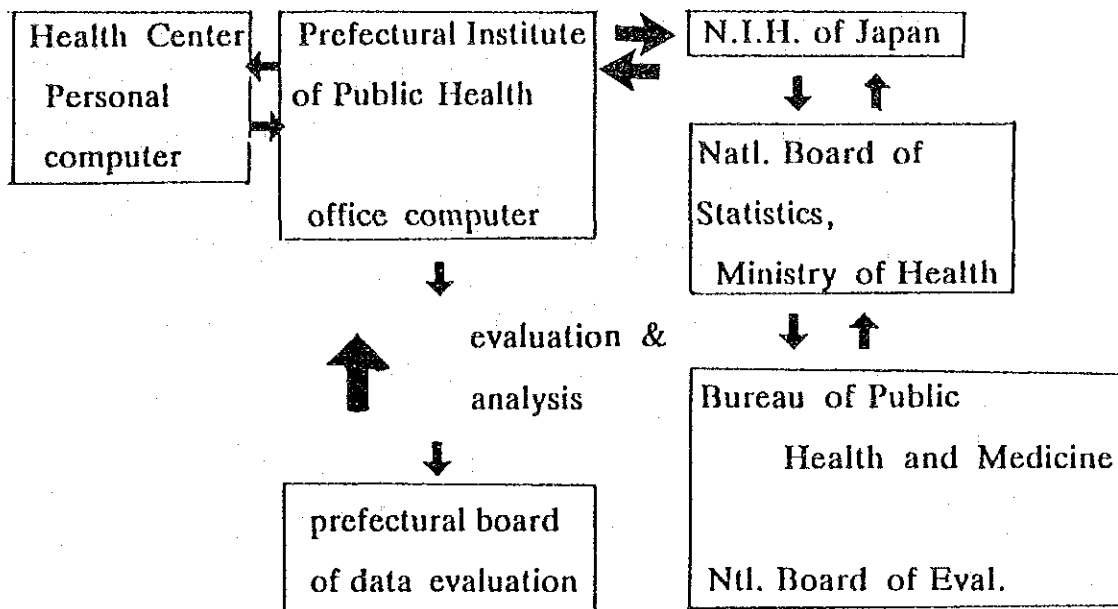 Health Center
Personal
computer
Prefectural Institute
of Public Health
office computer
N.I.H. of Japan
Natl. Board of
Statistics,
Ministry of Health
evaluation &
analysis
Bureau of Public
Health and Medicine
Ntl. Board of Eval.
prefectural board
of data evaluation